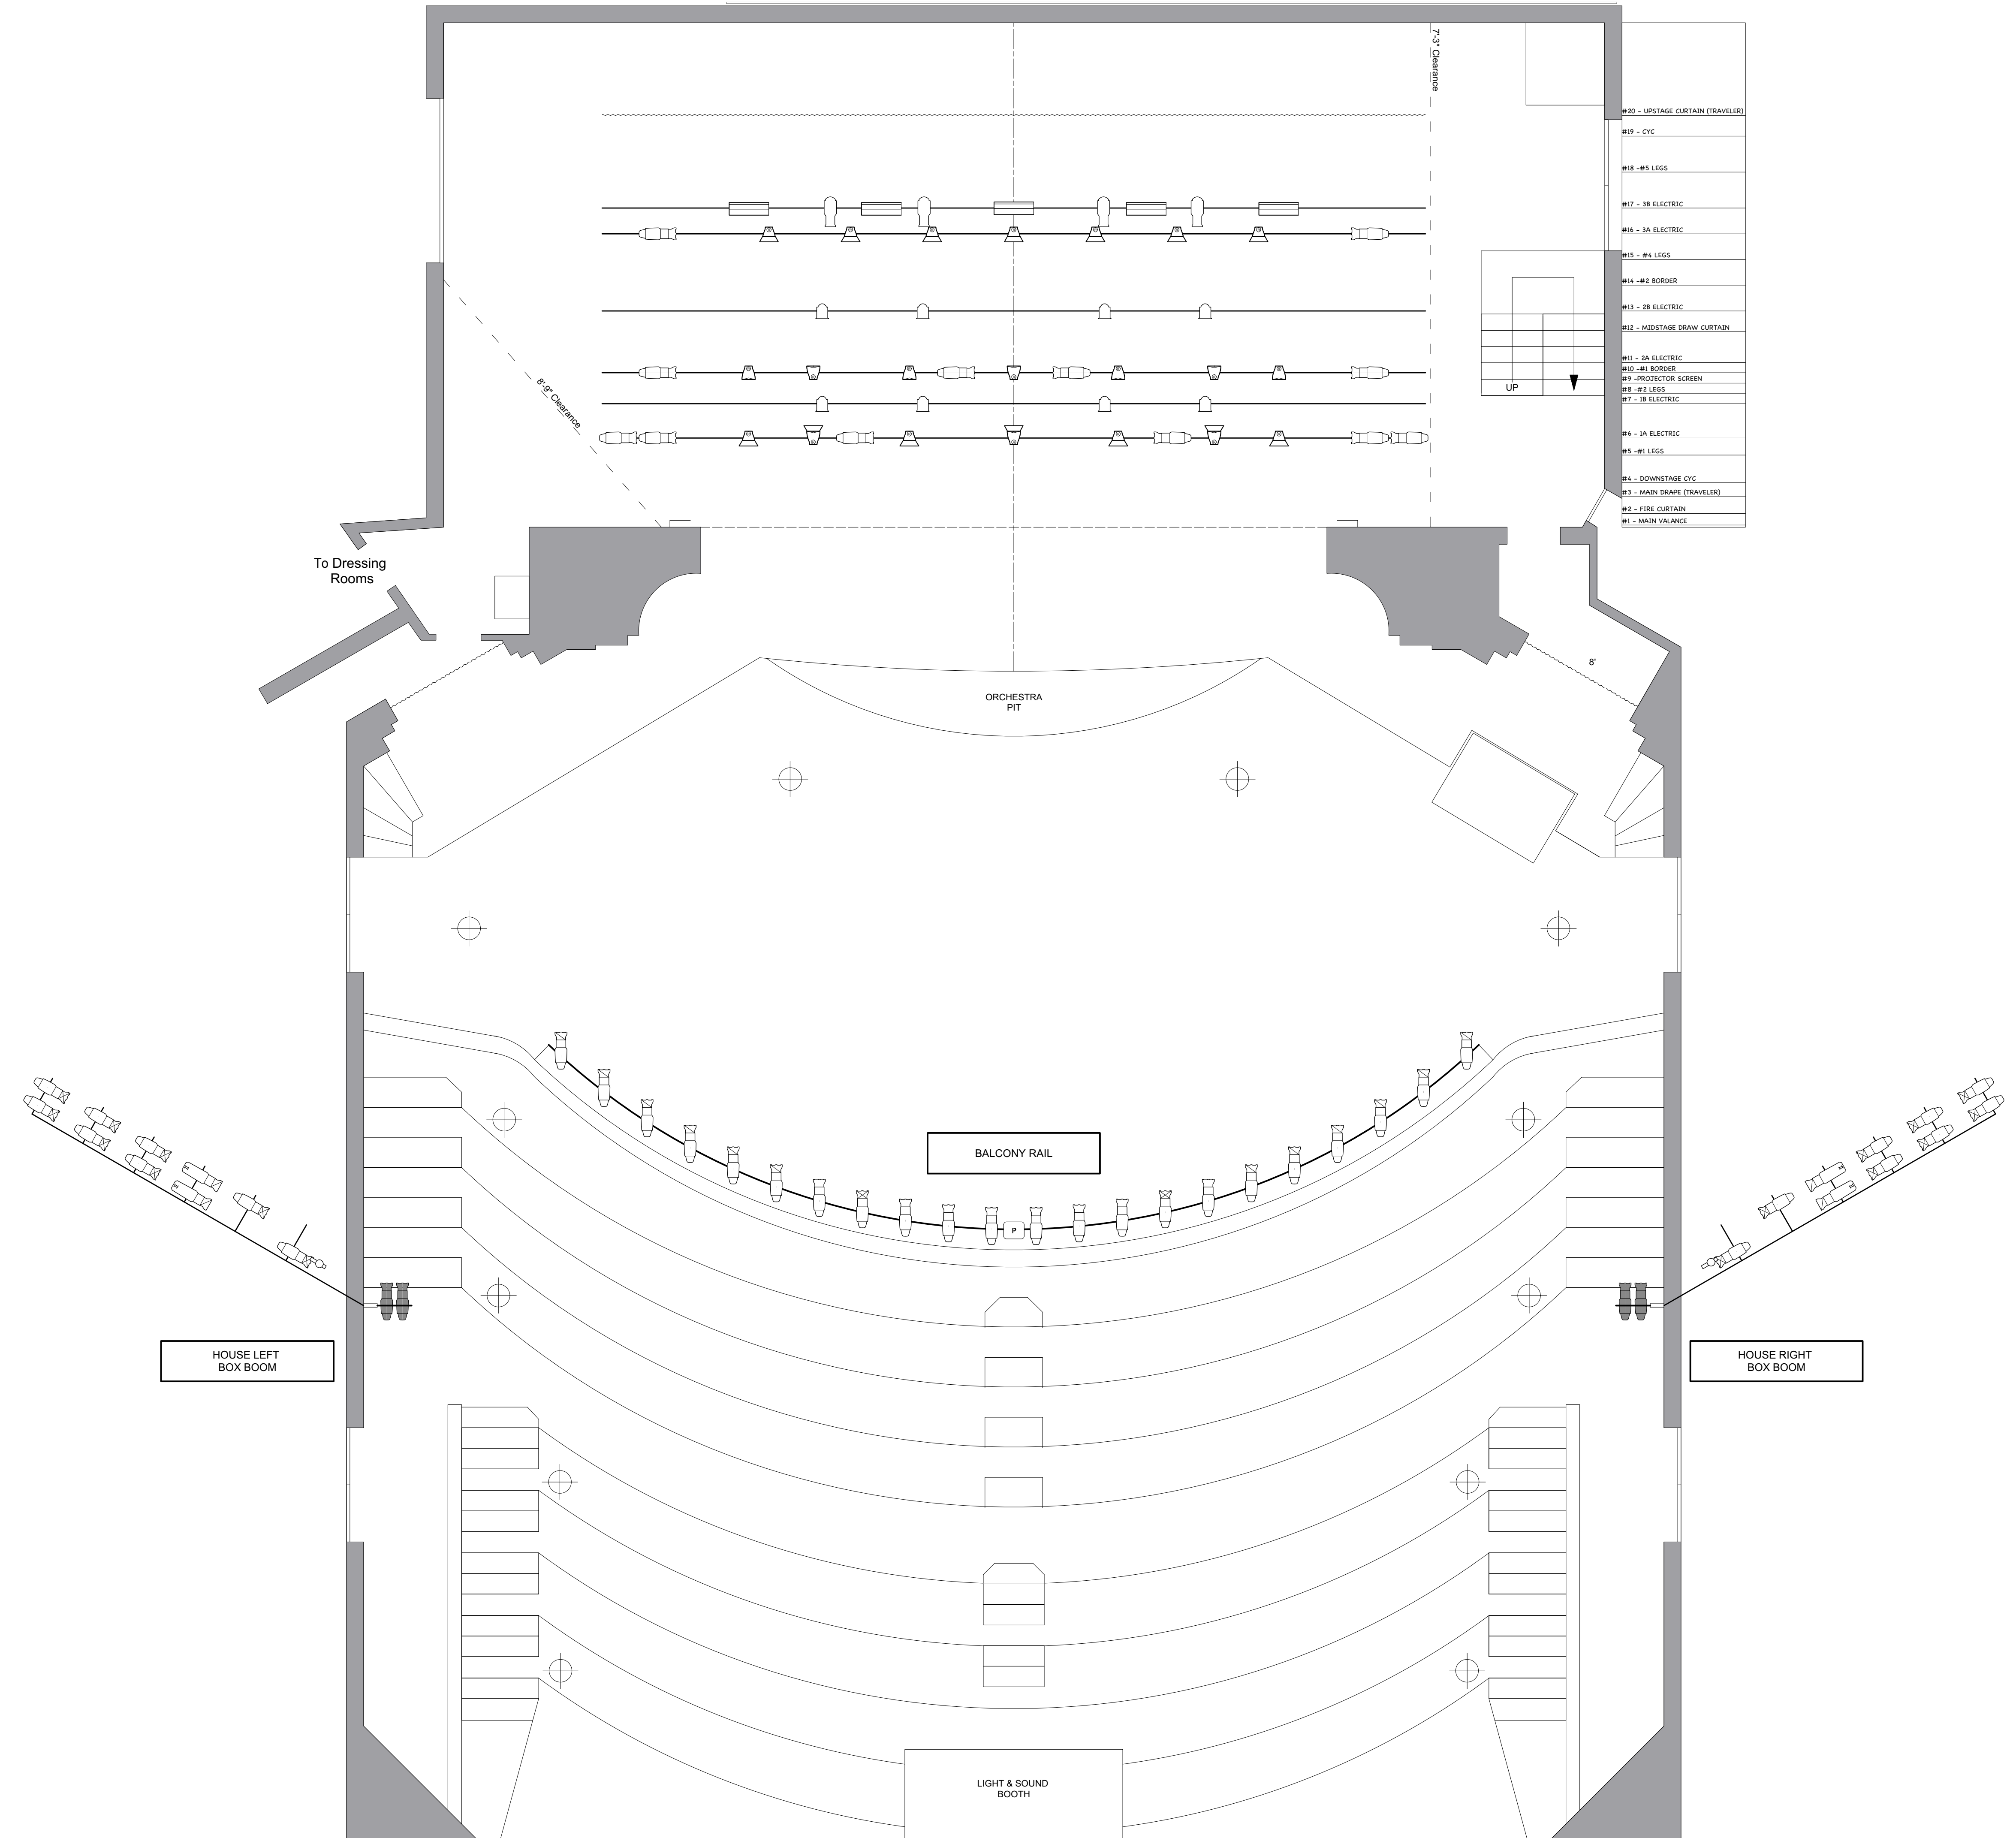 7'-3" Clearance
#20 - UPSTAGE CURTAIN (TRAVELER)
#19 - CYC
#18 -#5 LEGS
#17 - 3B ELECTRIC
#16 - 3A ELECTRIC
#15 - #4 LEGS
#14 -#2 BORDER
#13 - 2B ELECTRIC
#12 - MIDSTAGE DRAW CURTAIN
#11 - 2A ELECTRIC
#10 -#1 BORDER
#9 -PROJECTOR SCREEN
#8 -#2 LEGS
#7 - 1B ELECTRIC
#6 - 1A ELECTRIC
#5 -#1 LEGS
#4 - DOWNSTAGE CYC
#3 - MAIN DRAPE (TRAVELER)
#2 - FIRE CURTAIN
#1 - MAIN VALANCE
UP
8'-9" Clearance
To Dressing
Rooms
8'
ORCHESTRA
PIT
BALCONY RAIL
P
HOUSE LEFT
BOX BOOM
HOUSE RIGHT
BOX BOOM
LIGHT & SOUND
BOOTH